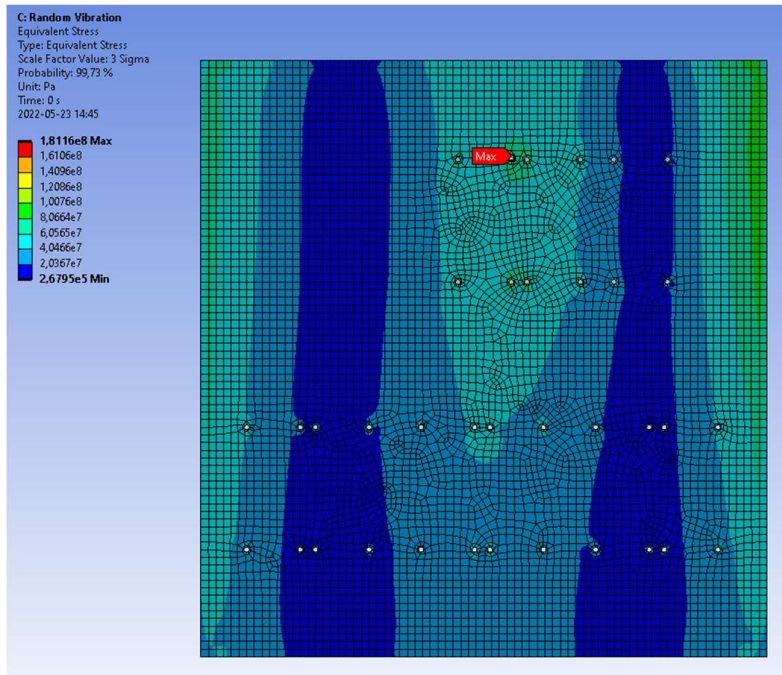 C: Random Vibration
Equivalent Stress
Type: Equivalent Stress
Scale Factor Value: 3 Sigma
Probability: 99,73 %
Unit: Pa
Time: 0 s
2022-05-23 14:45
1,8116e8 Max
1,6106e8
1,4096e8
1,2086e8
1,0076e8
8,0664e7
6,0565e7
4,0466e7
2,0367e7
2,6795e5 Min
Max